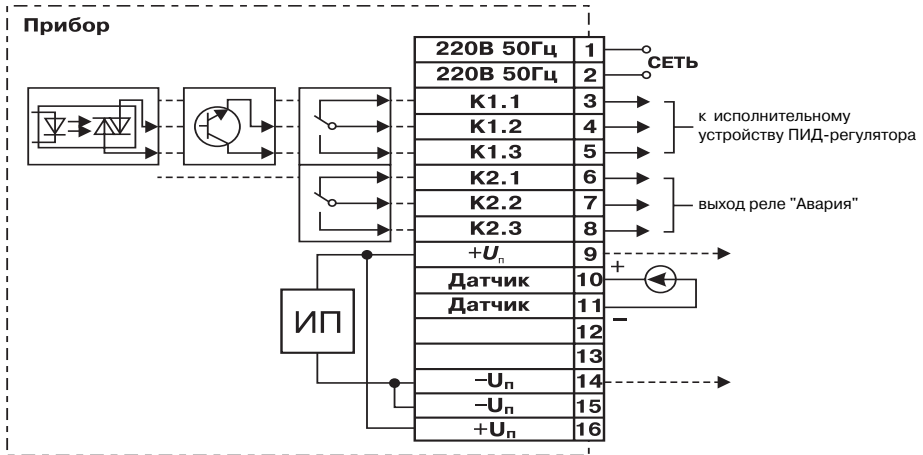 Прибор
220В 50Гц 1
220В 50Гц 2
СЕТЬ
К1.1 3
К1.2 4
К1.3 5
к исполнительному
устройству ПИД-регулятора
К2.1 6
К2.2 7
К2.3 8
выход реле "Авария"
+Uп 9
Датчик 10
+
Датчик 11
–
ИП
12
13
–Uп 14
–Uп 15
+Uп 16